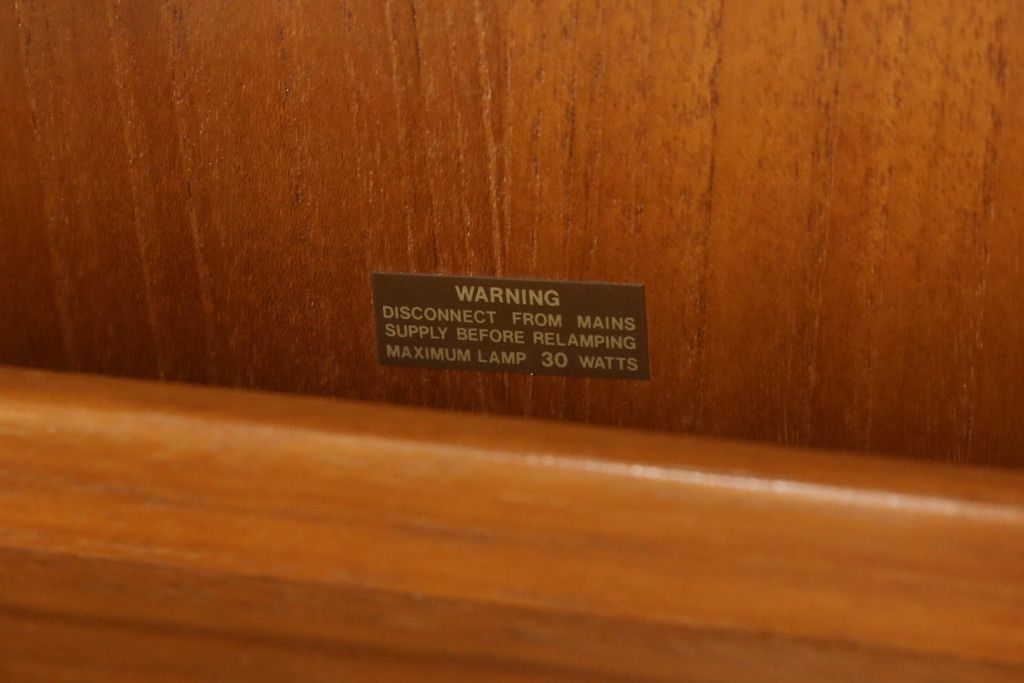 WARNING
DISCONNECT FROM MAINS
SUPPLY BEFORE RELAMPING
MAXIMUM LAMP 30 WATTS